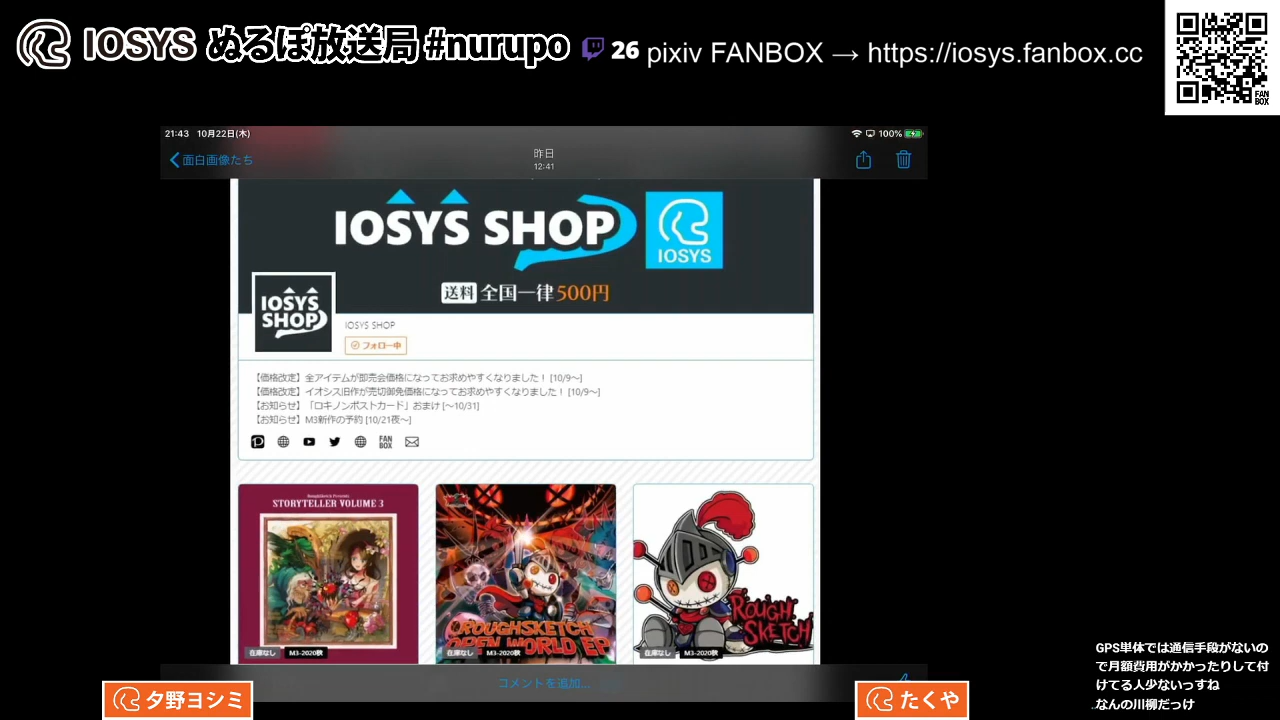 IOSYS ぬるぽ放送局 #nurupo 26 pixiv FANBOX → https://iosys.fanbox.cc
FAN
BOX
21:43 10月22日(木)
100%
面白画像たち
昨日
12:41
IOSYS SHOP
IOSYS
送料 全国一律500円
IOSYS
SHOP
IOSYS SHOP
フォロー中
【価格改定】全アイテムが即売会価格になってお求めやすくなりました！ [10/9～]
【価格改定】イオシス旧作が売切御免価格になってお求めやすくなりました！ [10/9～]
【お知らせ】「ロキノンポストカード」おまけ [～10/31]
【お知らせ】M3新作の予約 [10/21夜～]
FAN
BOX
RoughSketch Presents
STORYTELLER VOLUME 3
ROUGHSKETCH
OPEN WORLD EP
ROUGH
SKETCH
在庫なし M3-2020秋
在庫なし M3-2020秋
在庫なし M3-2020秋
コメントを追加...
夕野ヨシミ
たくや
GPS単体では通信手段がないの
で月額費用がかかったりして付
けてる人少ないっすね
なんの川柳だっけ